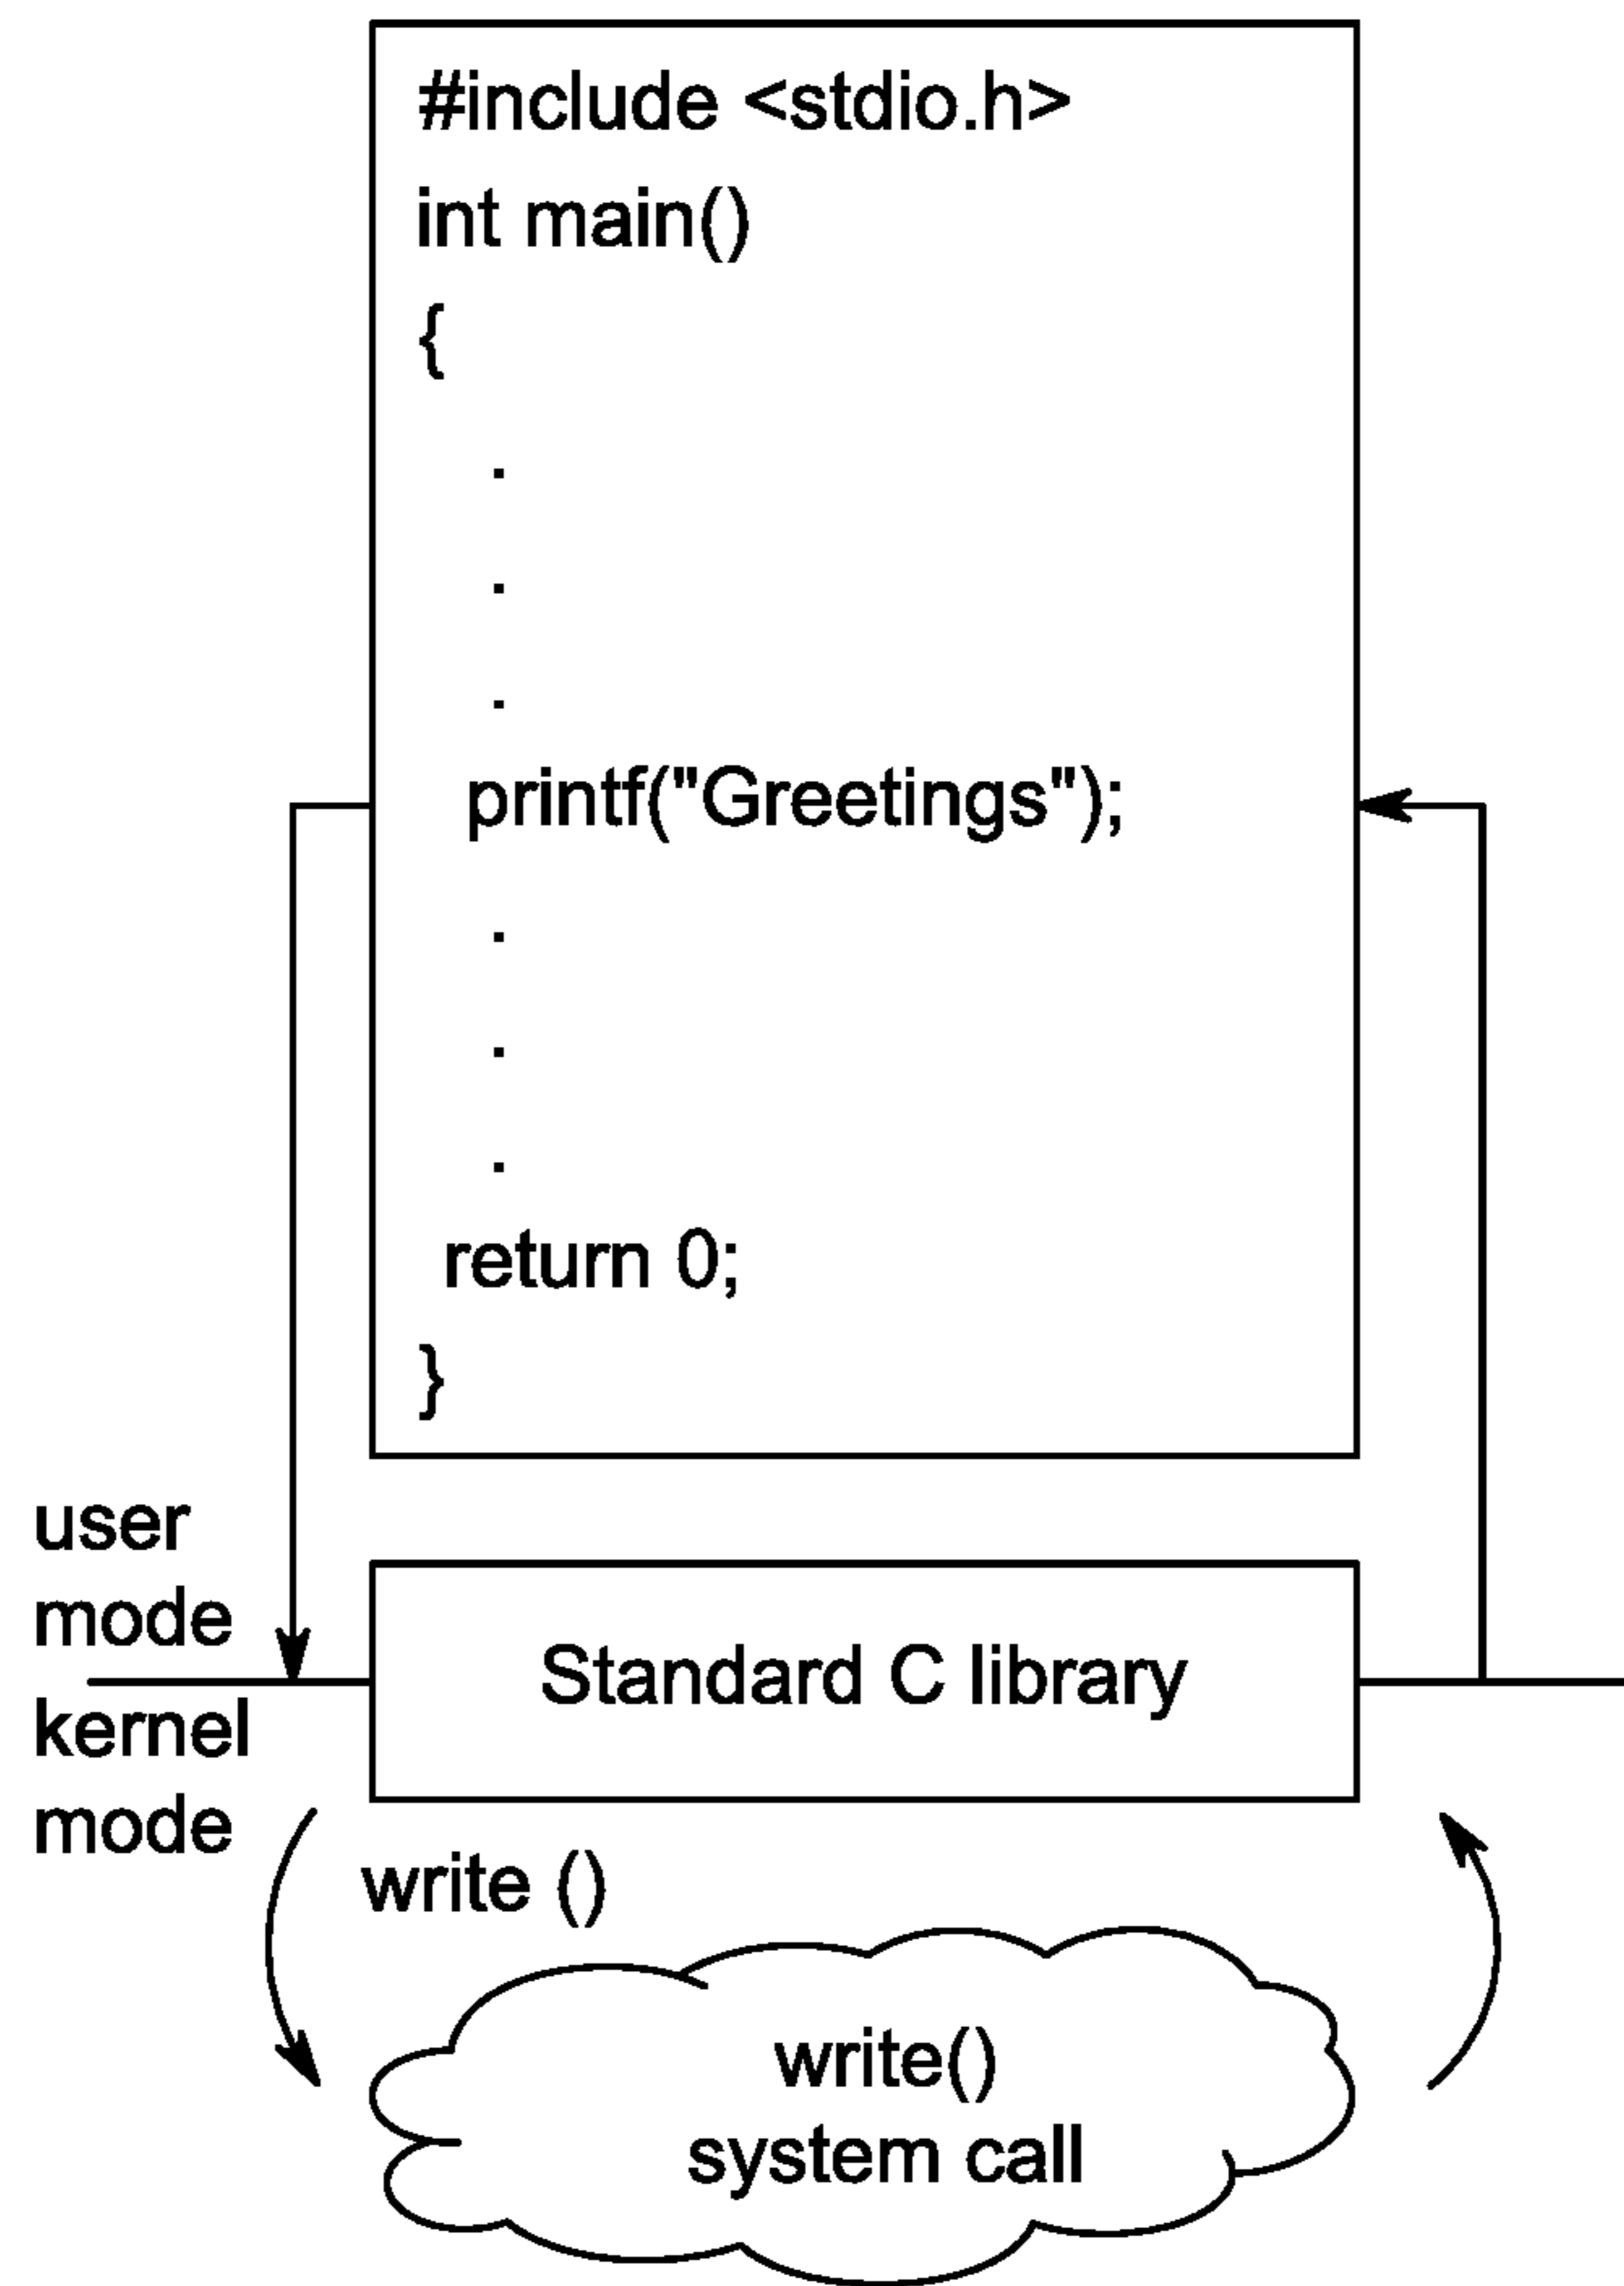 #include <stdio.h>
int main()
{
.
.
.
printf("Greetings");
.
.
.
return 0;
}
user
mode
Standard C library
kernel
mode
write ()
write()
system call